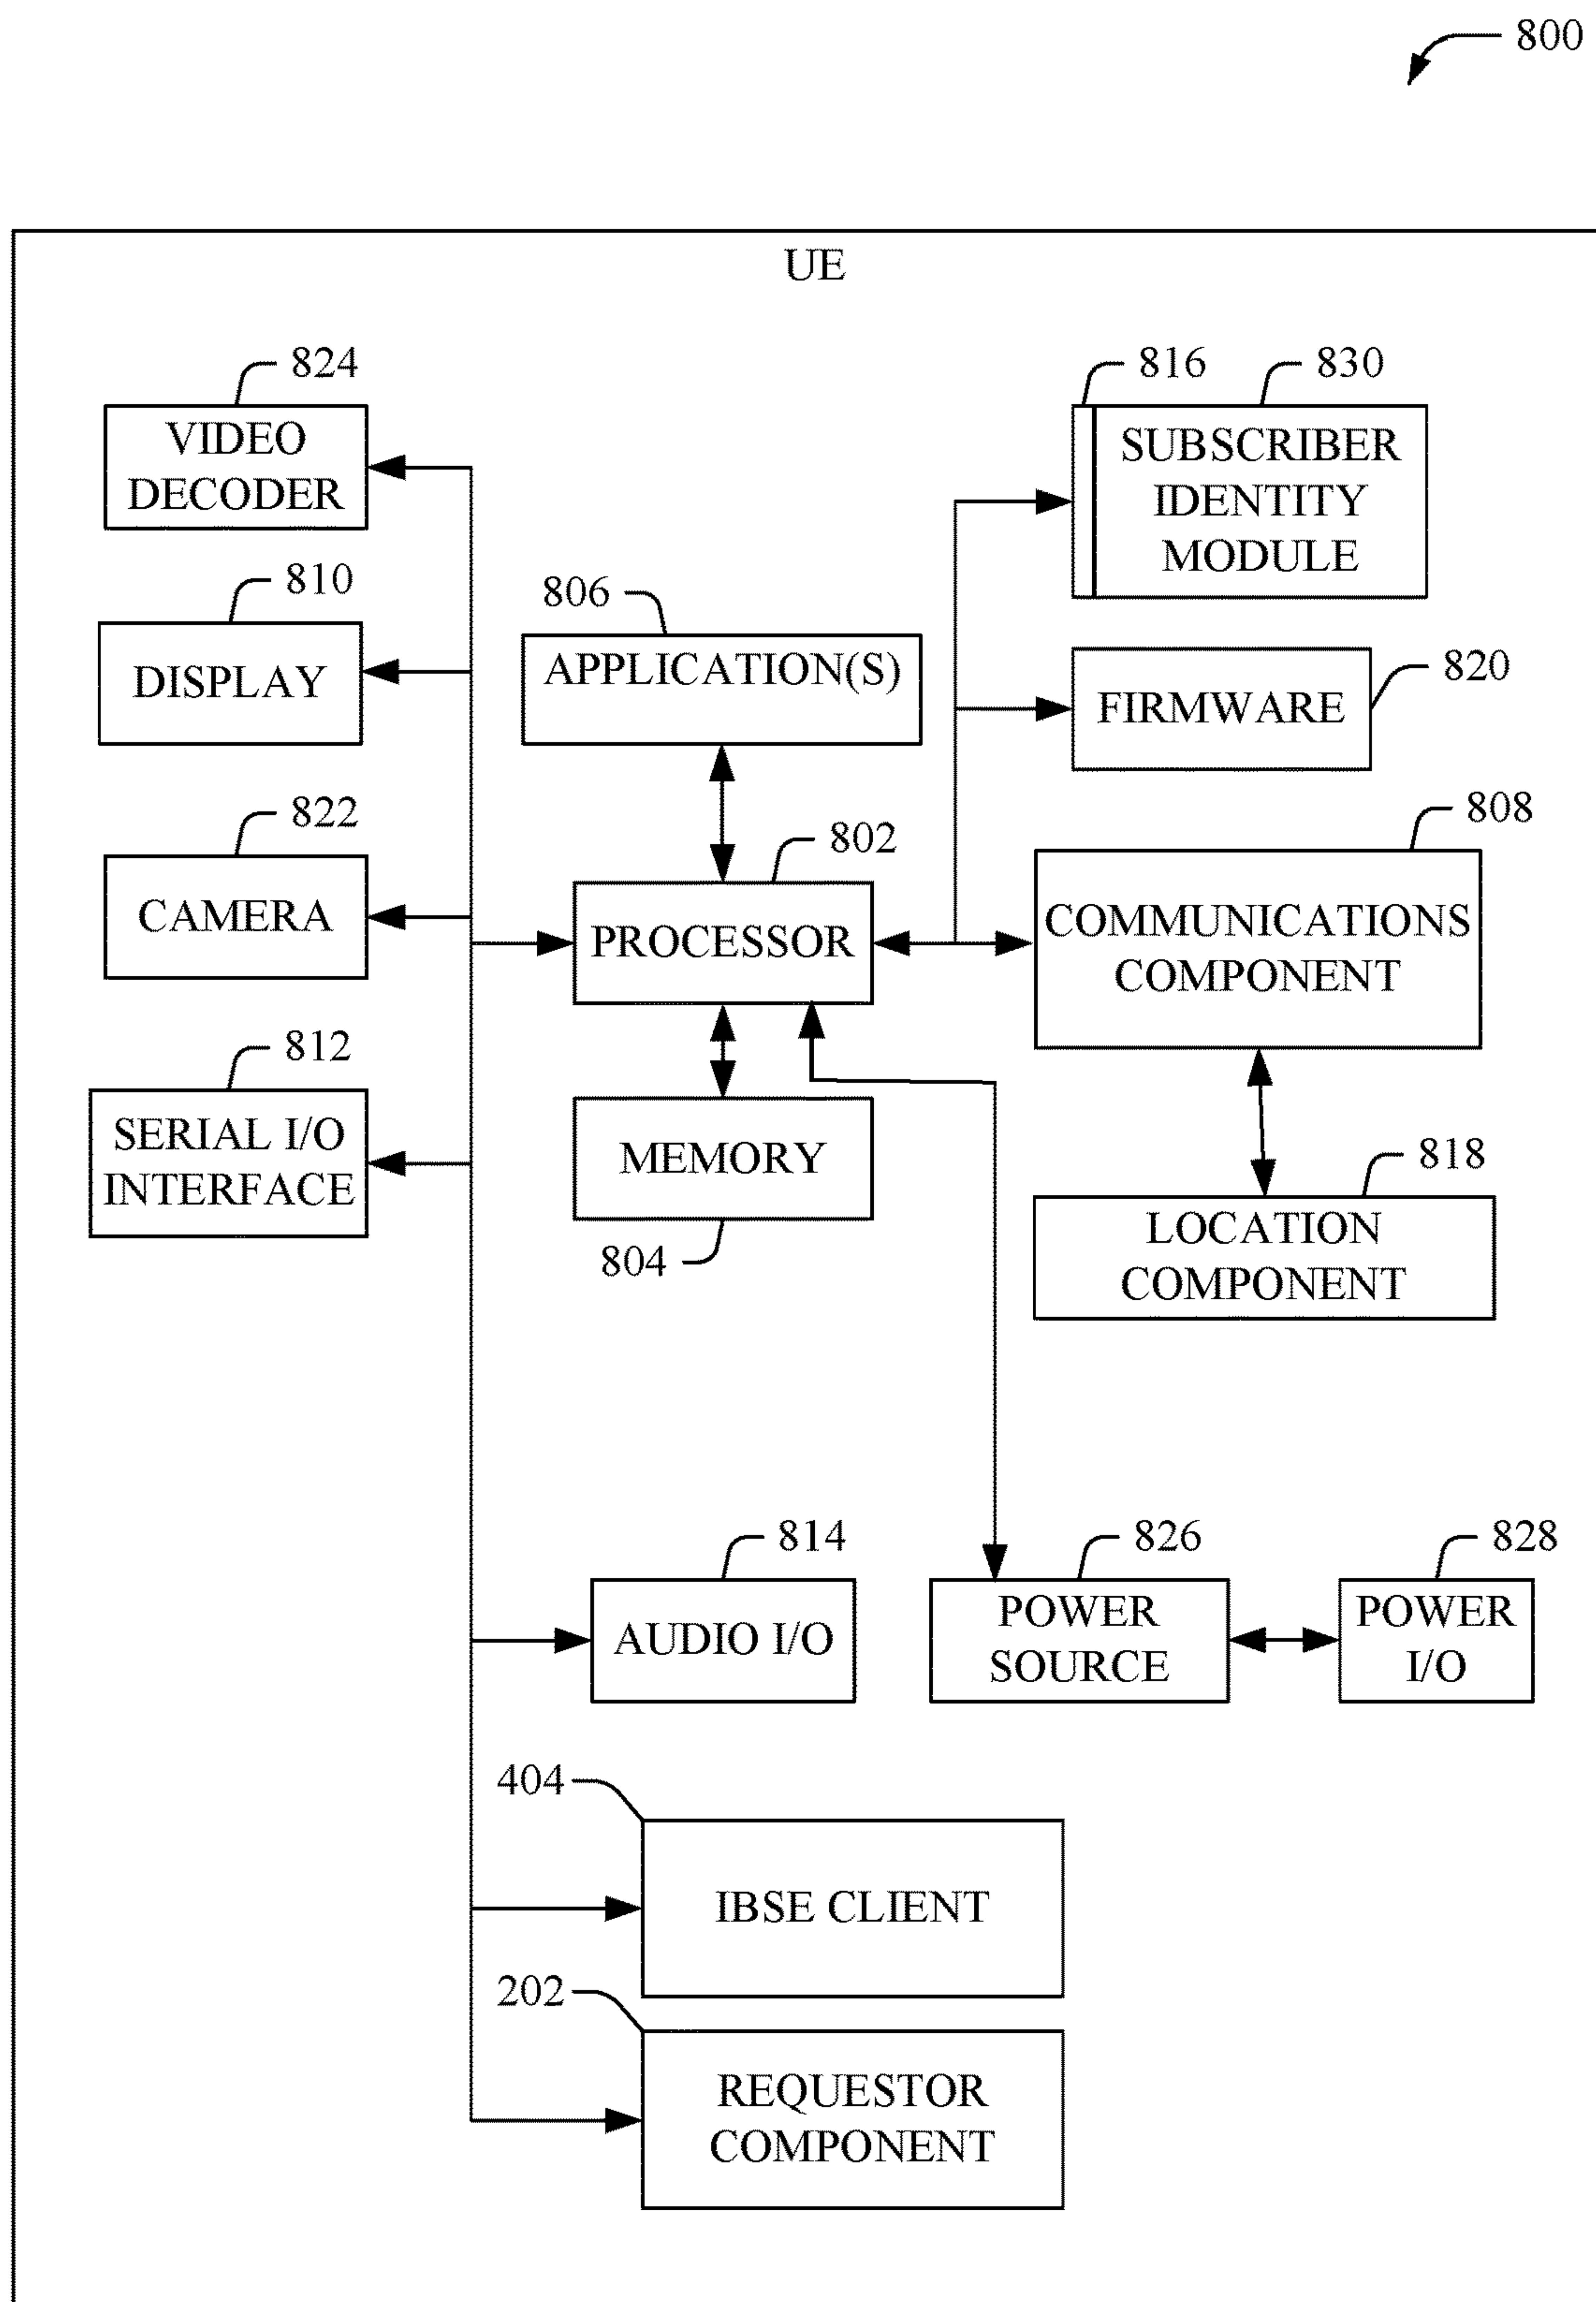 800
UE
824
VIDEO
DECODER
816
830
SUBSCRIBER
IDENTITY
MODULE
810
DISPLAY
806
APPLICATION(S)
820
FIRMWARE
822
CAMERA
802
PROCESSOR
808
COMMUNICATIONS
COMPONENT
812
SERIAL I/O
INTERFACE
MEMORY
804
818
LOCATION
COMPONENT
814
AUDIO I/O
826
POWER
SOURCE
828
POWER
I/O
404
IBSE CLIENT
202
REQUESTOR
COMPONENT